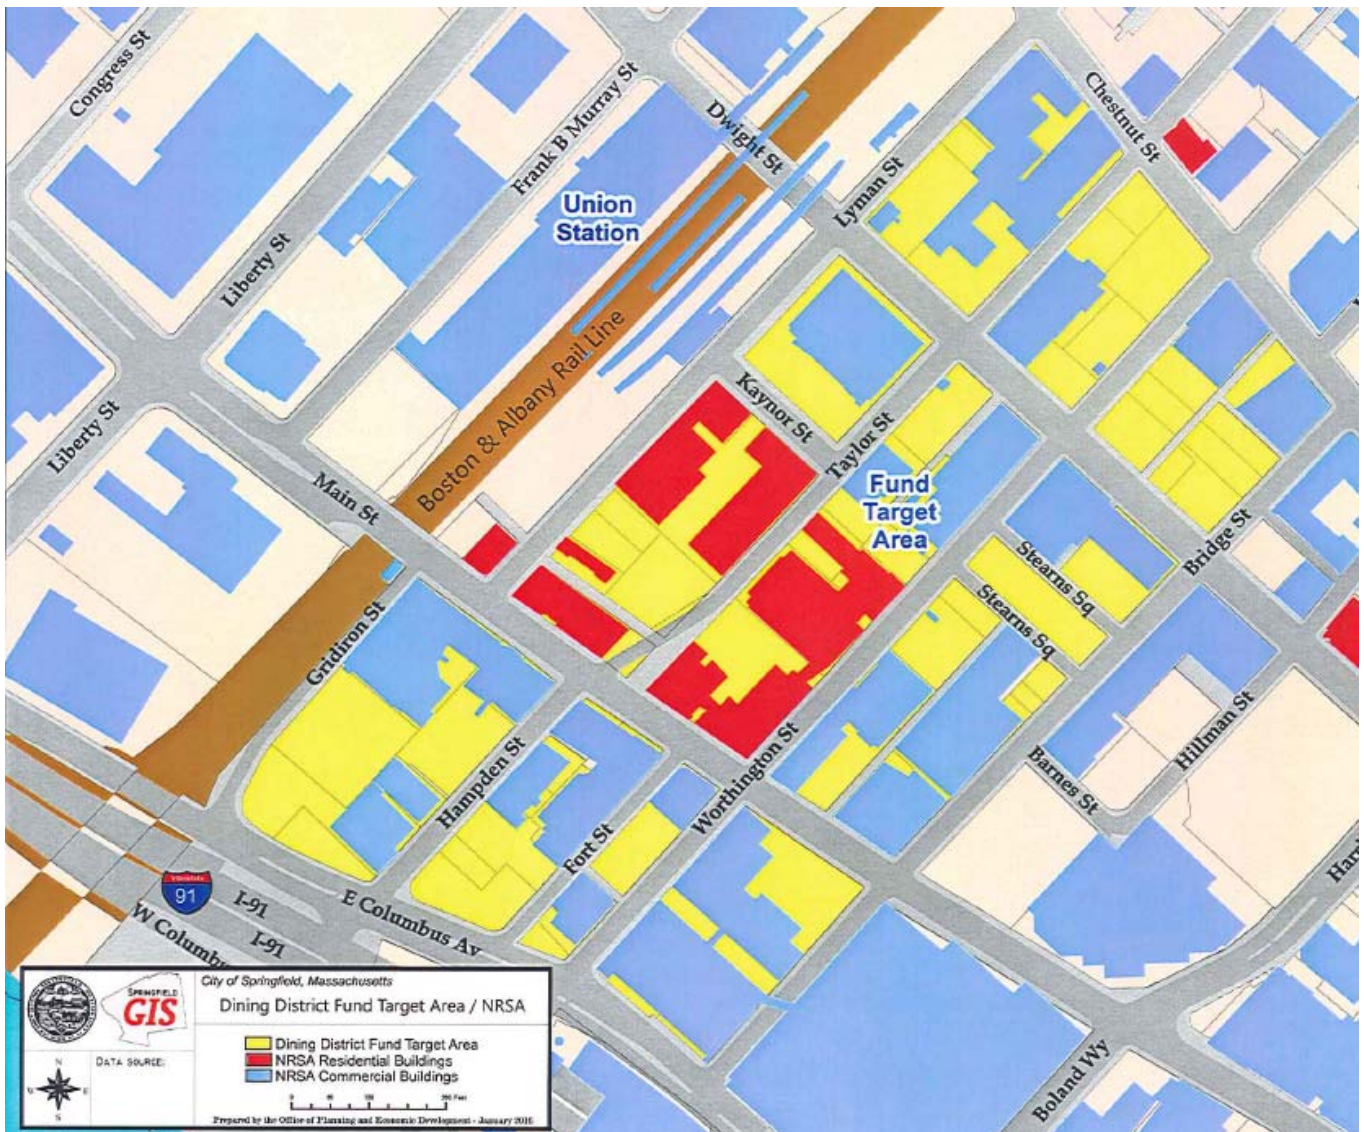 Congress St
Frank B Murray St
Dwight St
Chestnut St
Lyman St
Union
Station
Liberty St
Boston & Albany Rail Line
Kaynor St
Taylor St
Liberty St
Main St
Fund
Target
Area
Stearns Sq
Stearns Sq
Bridge St
Gridiron St
Hampden St
Worthington St
Barnes St
Hillman St
Fort St
91
I-91
I-91
E Columbus Av
W Columbu
Boland Wy
SPRINGFIELD
GIS
City of Springfield, Massachusetts
Dining District Fund Target Area / NRSA
DATA SOURCE:
Dining District Fund Target Area
NRSA Residential Buildings
NRSA Commercial Buildings
N
S
Prepared by the Office of Planning and Economic Development - January 2016